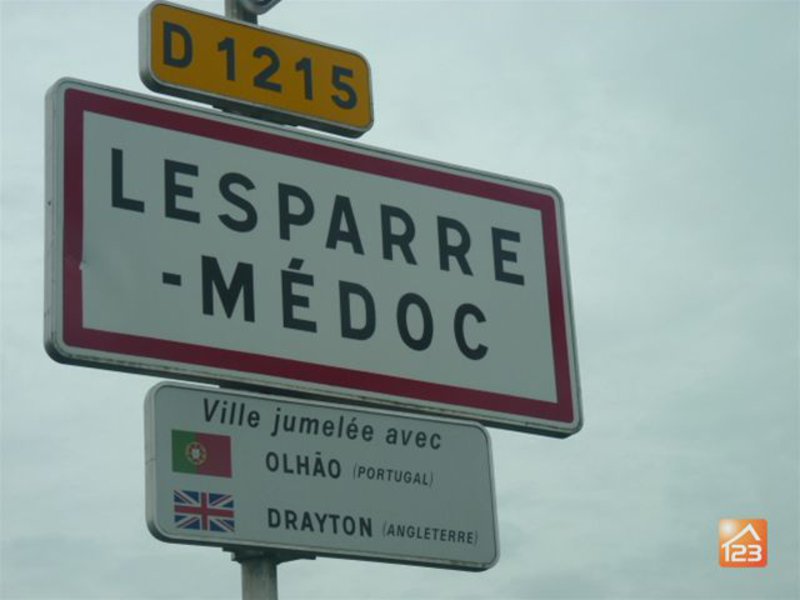 D 1215
LESPARRE
-MÉDOC
Ville jumelée avec
OLHÃO (PORTUGAL)
DRAYTON (ANGLETERRE)
123